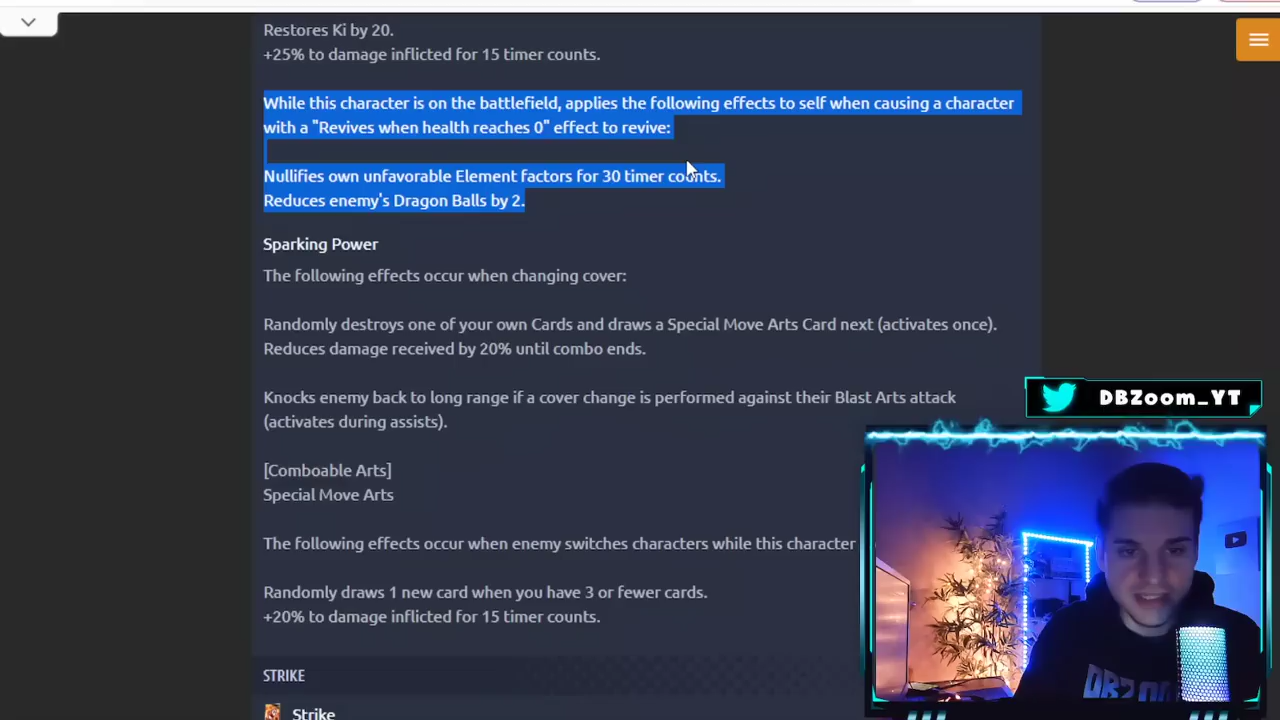 Restores Ki by 20.
+25% to damage inflicted for 15 timer counts.
While this character is on the battlefield, applies the following effects to self when causing a character
with a "Revives when health reaches 0" effect to revive:
Nullifies own unfavorable Element factors for 30 timer counts.
Reduces enemy's Dragon Balls by 2.
Sparking Power
The following effects occur when changing cover:
Randomly destroys one of your own Cards and draws a Special Move Arts Card next (activates once).
Reduces damage received by 20% until combo ends.
Knocks enemy back to long range if a cover change is performed against their Blast Arts attack
(activates during assists).
DBZoom_YT
[Comboable Arts]
Special Move Arts
The following effects occur when enemy switches characters while this character
Randomly draws 1 new card when you have 3 or fewer cards.
+20% to damage inflicted for 15 timer counts.
STRIKE
Strike